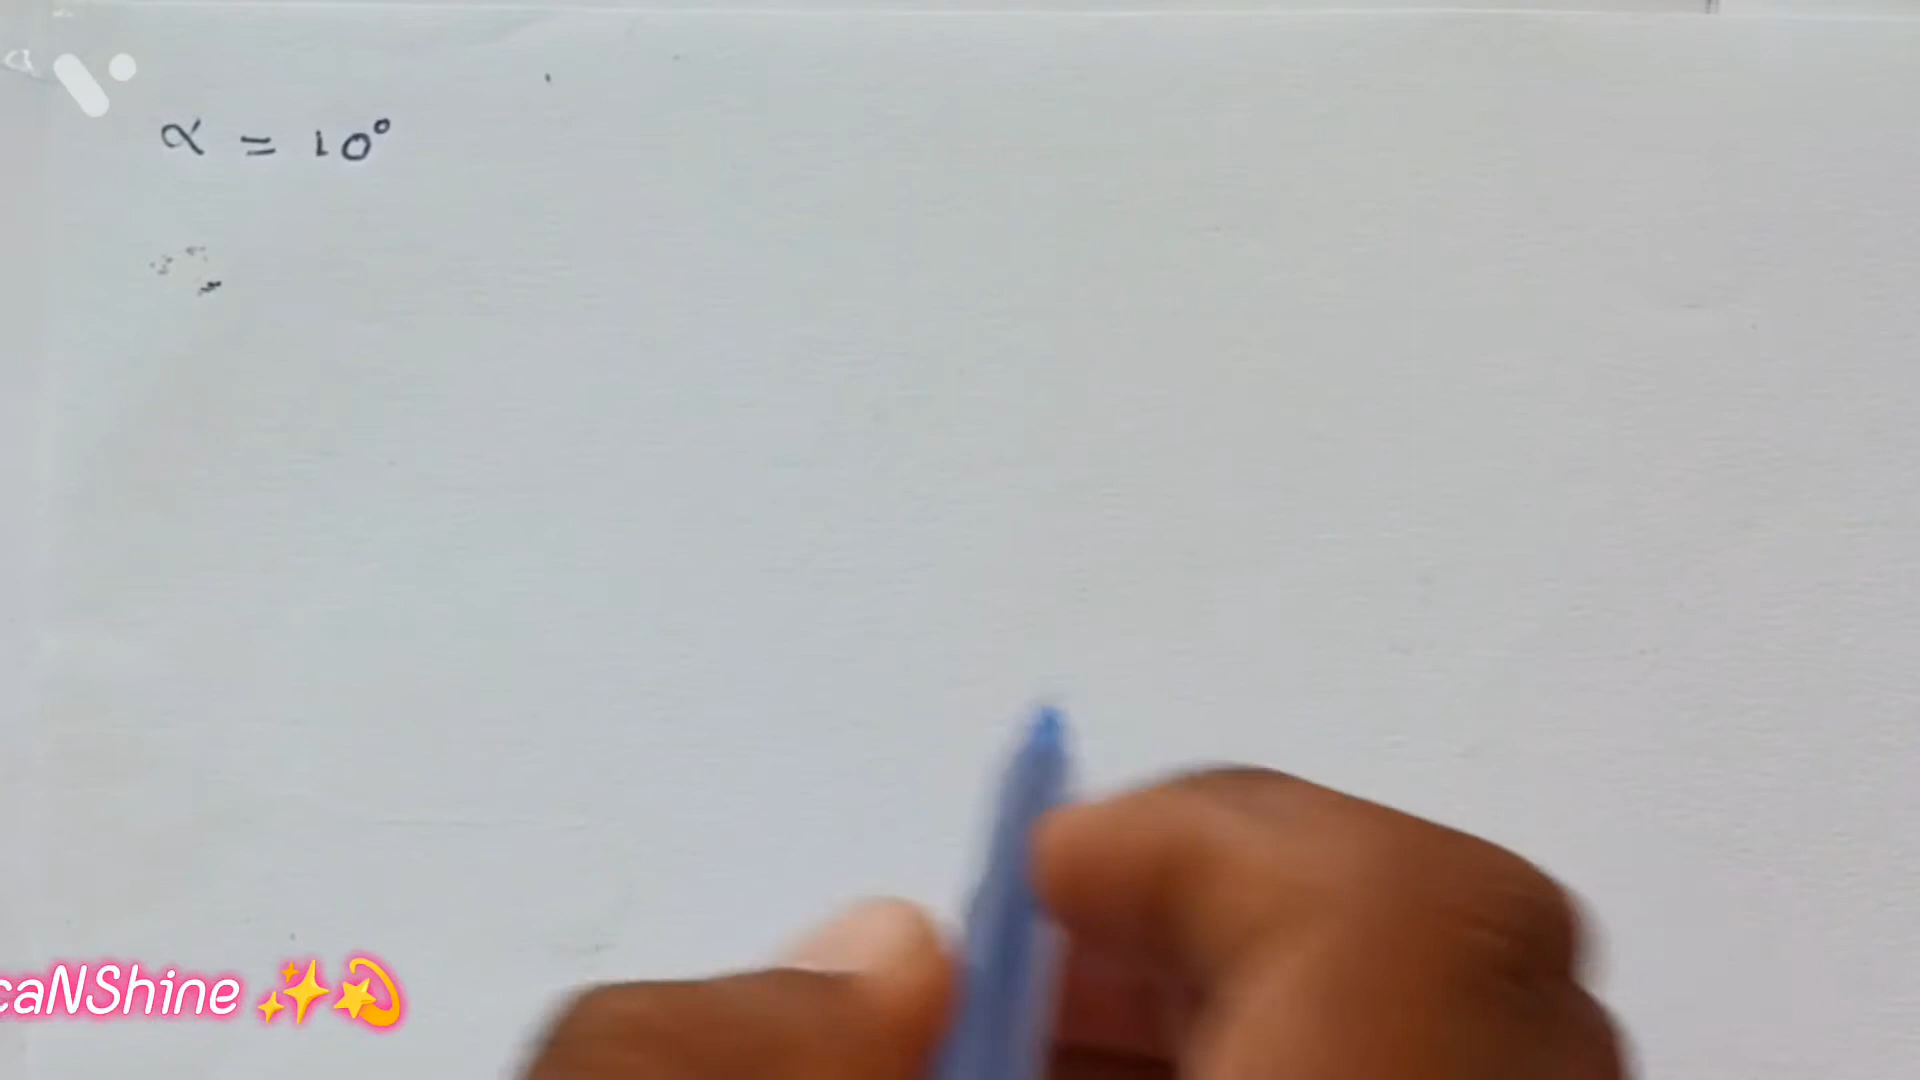 α = 10°
caNShine ✨💫